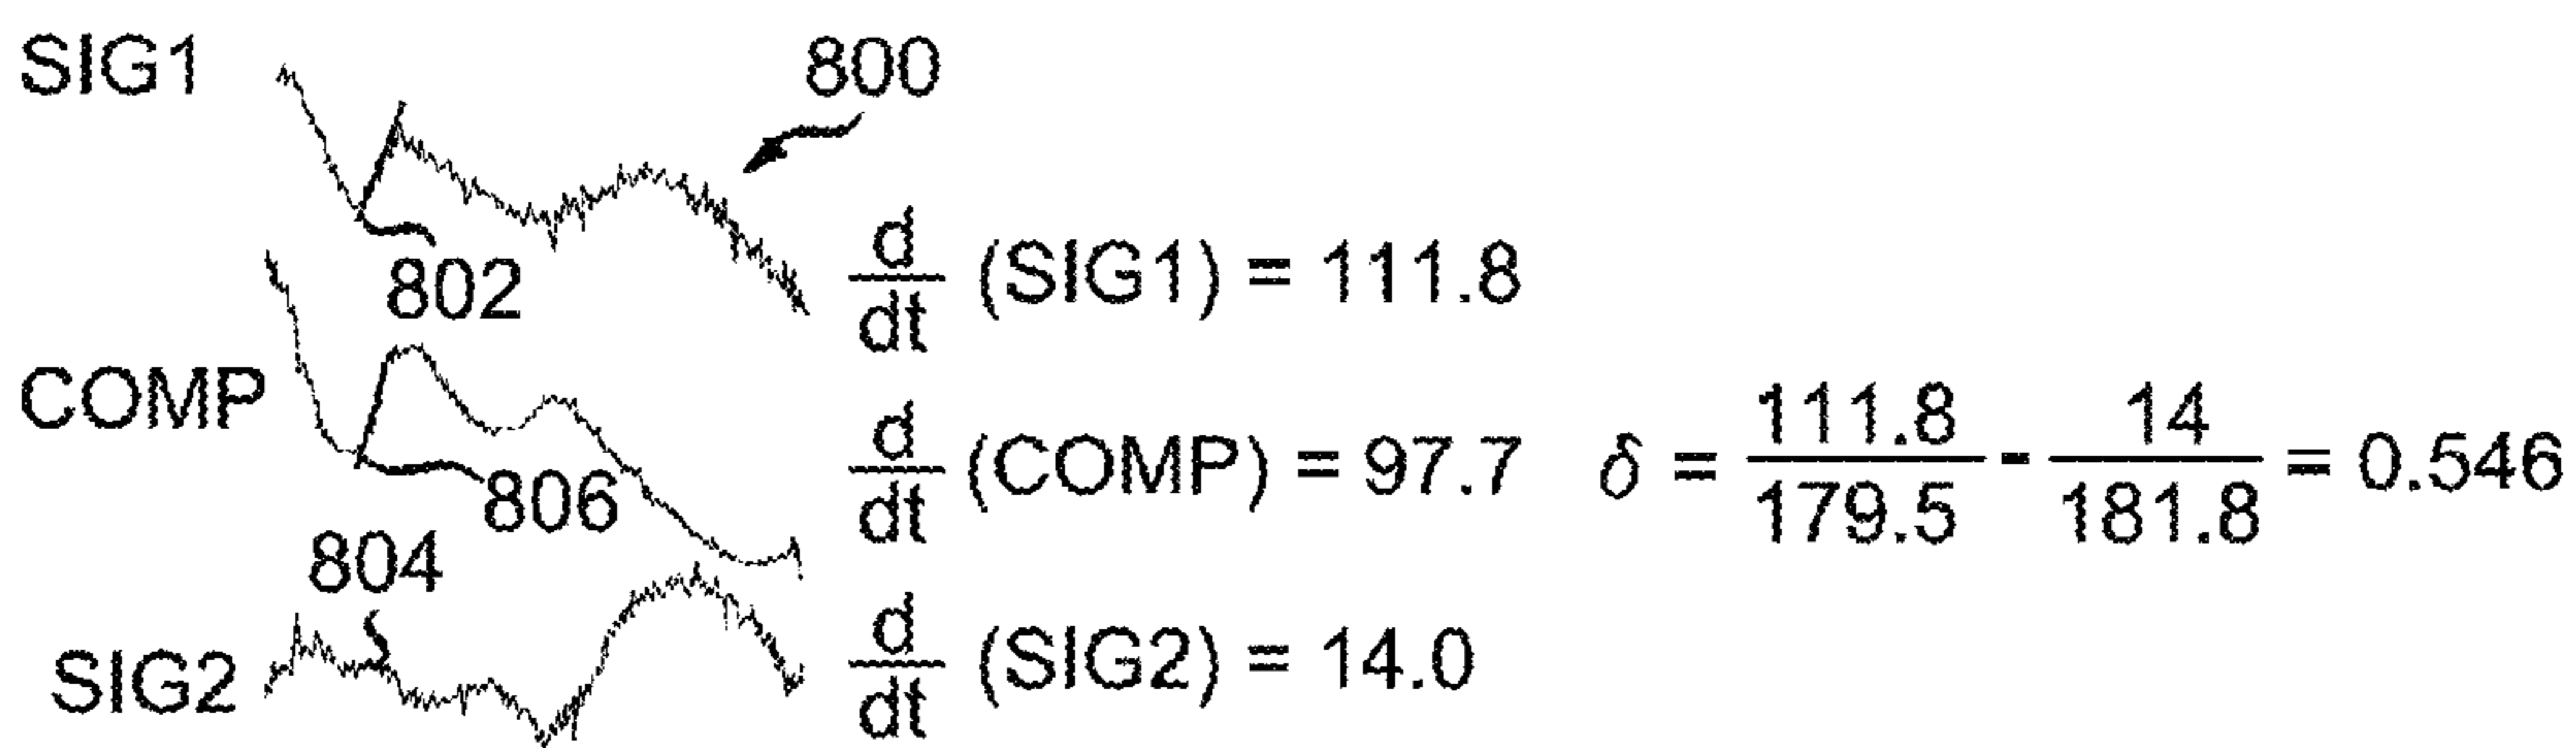 SIG1
800
802
d/dt (SIG1) = 111.8
COMP
806
d/dt (COMP) = 97.7 δ = 111.8/179.5 - 14/181.8 = 0.546
804
SIG2
d/dt (SIG2) = 14.0